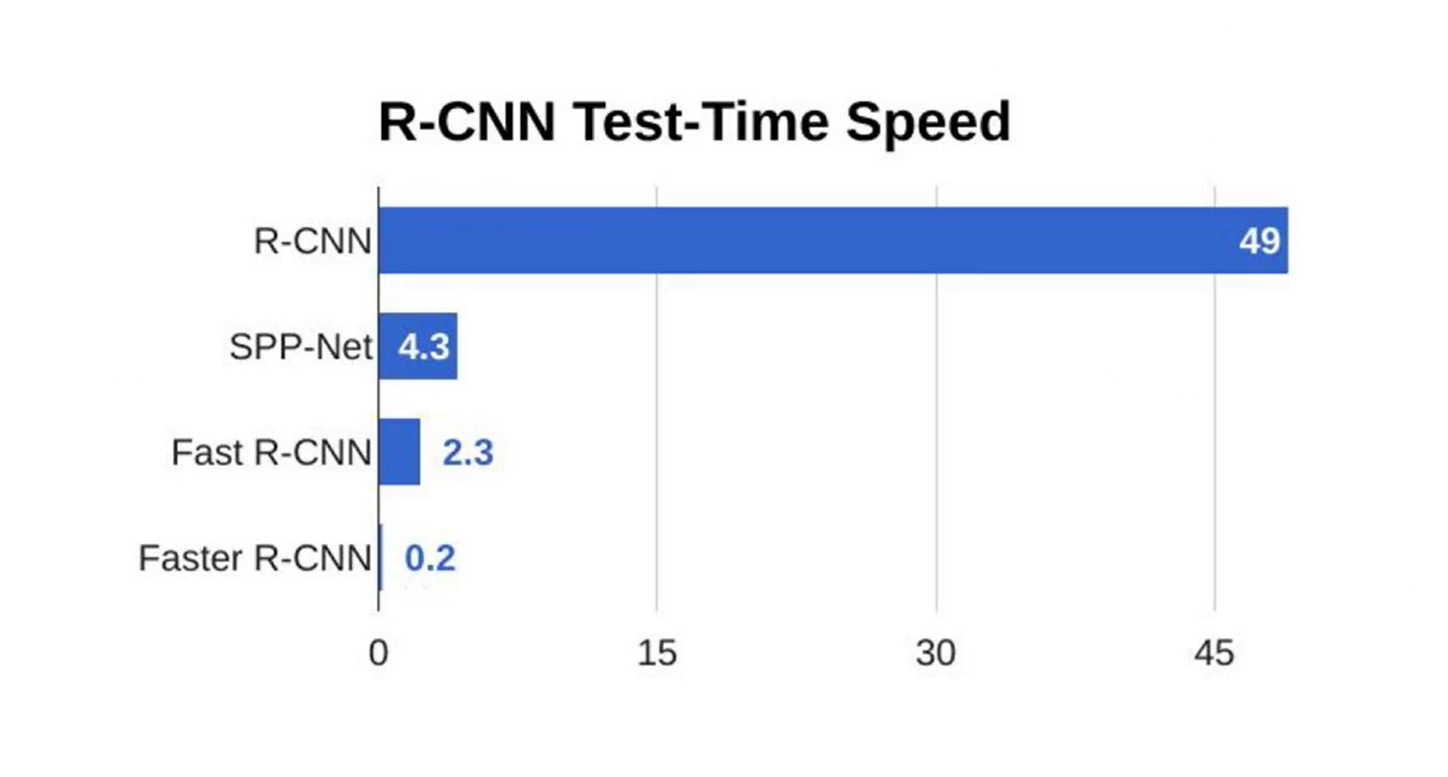 R-CNN Test-Time Speed
R-CNN 49
SPP-Net 4.3
Fast R-CNN 2.3
Faster R-CNN 0.2
0 15 30 45